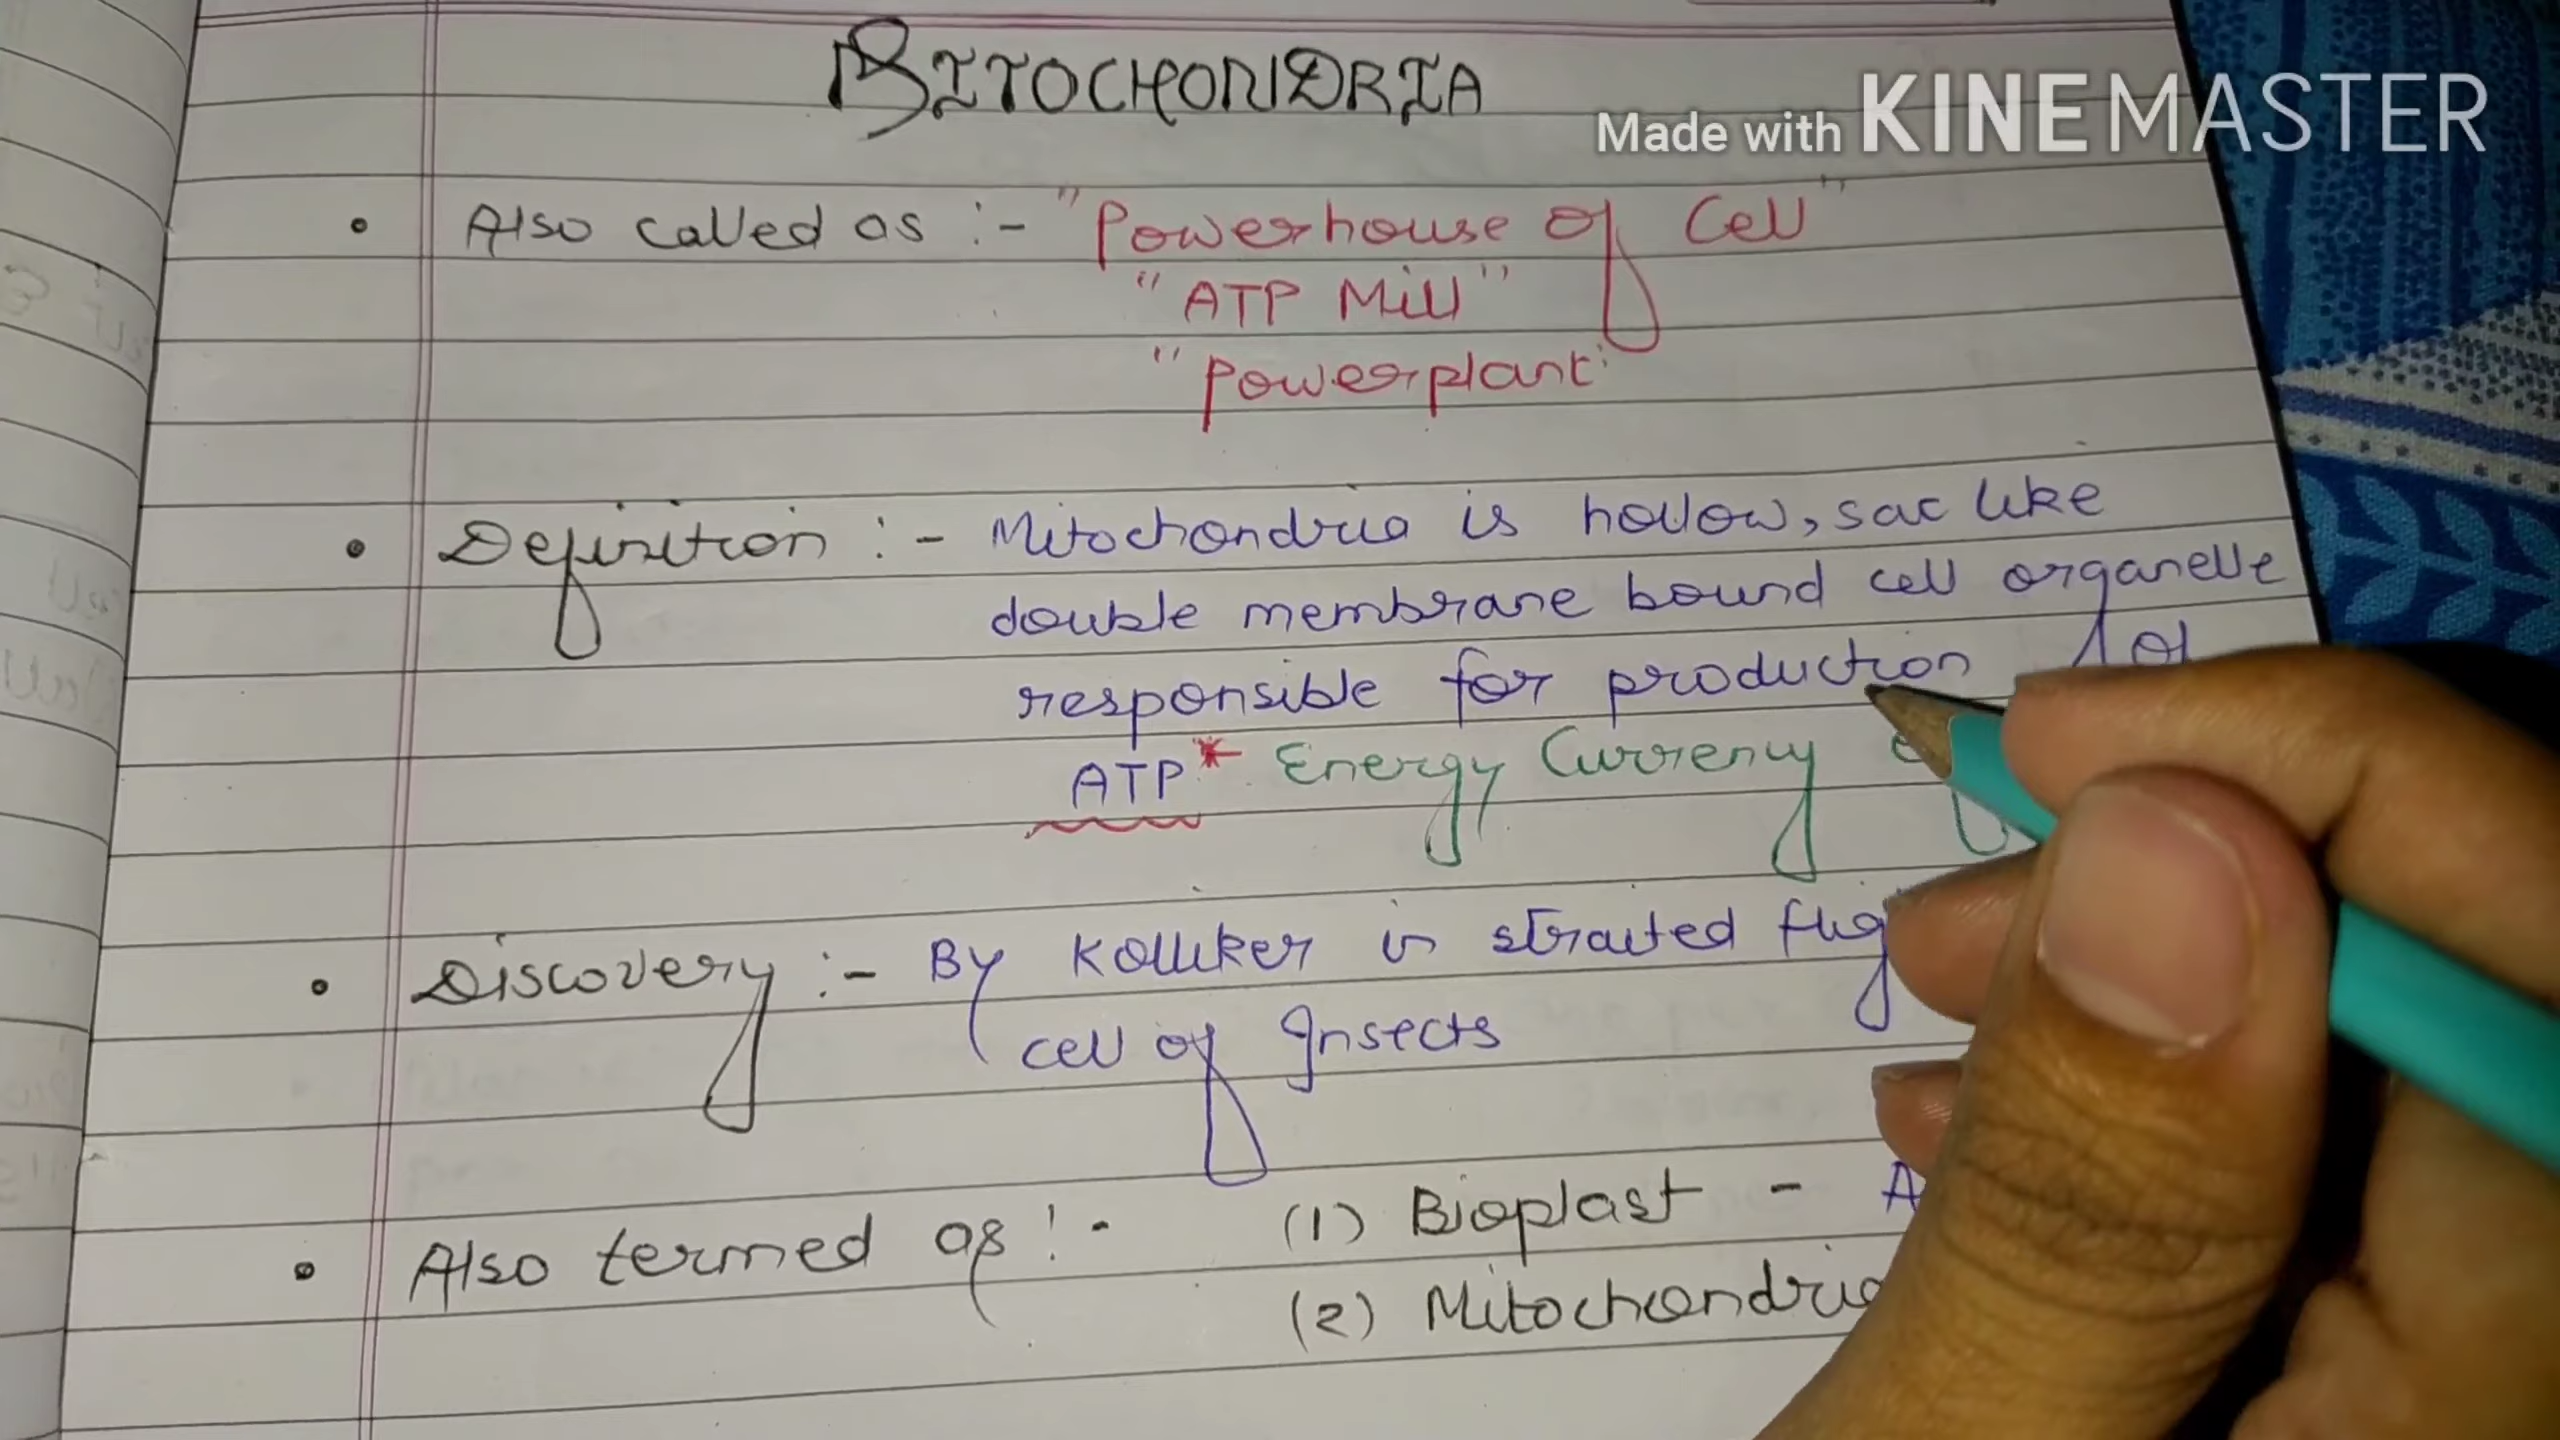 MITOCHONDRIA
Made with KINEMASTER
• Also called as :- "Powerhouse of Cell"
"ATP Mill"
"Powerplant"
• Definition :- Mitochondria is hollow, sac like
double membrane bound cell organelle
responsible for production of
ATP * Energy Currency
• Discovery :- By Kolliker in straited
cell of Insects
• Also termed as :- (1) Bioplast - A
(2) Mitochondria